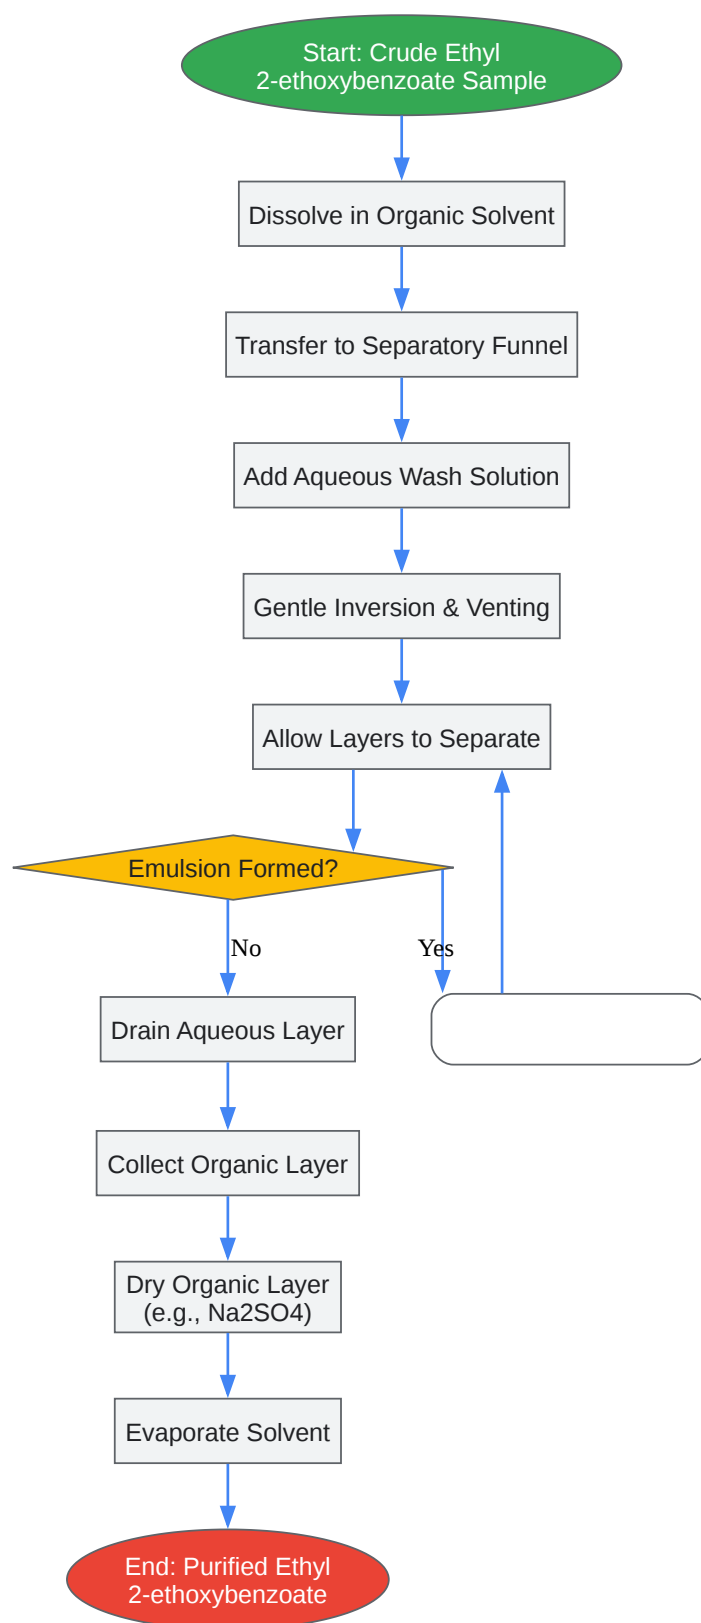 Start: Crude Ethyl
2-ethoxybenzoate Sample
Dissolve in Organic Solvent
Transfer to Separatory Funnel
Add Aqueous Wash Solution
Gentle Inversion & Venting
Allow Layers to Separate
Emulsion Formed?
No
Yes
Drain Aqueous Layer
Collect Organic Layer
Dry Organic Layer
(e.g., Na2SO4)
Evaporate Solvent
End: Purified Ethyl
2-ethoxybenzoate